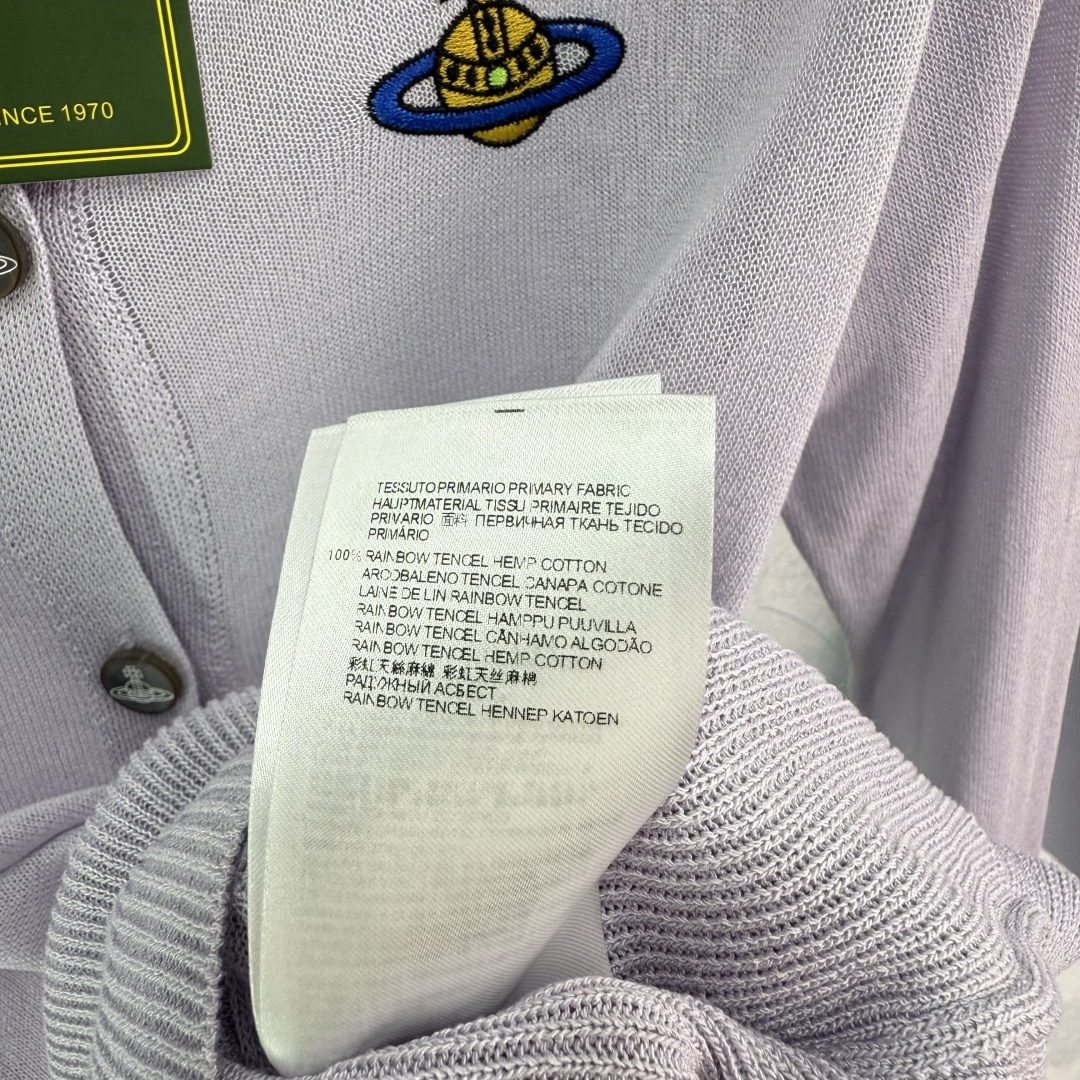 SINCE 1970
TESSUTO PRIMARIO PRIMARY FABRIC
HAUPTMATERIAL TISSU PRIMAIRE TEJIDO
PRIMARIO 面料 ПЕРВИЧНАЯ ТКАНЬ TECIDO
PRIMÁRIO
100% RAINBOW TENCEL HEMP COTTON
ARCOBALENO TENCEL CANAPA COTONE
LAINE DE LIN RAINBOW TENCEL
RAINBOW TENCEL HAMPPU PUUVILLA
RAINBOW TENCEL CÂNHAMO ALGODÃO
RAINBOW TENCEL HEMP COTTON
彩虹天絲麻綿 彩虹天丝麻棉
РАДУЖНЫЙ АСБЕСТ
RAINBOW TENCEL HENNEP KATOEN